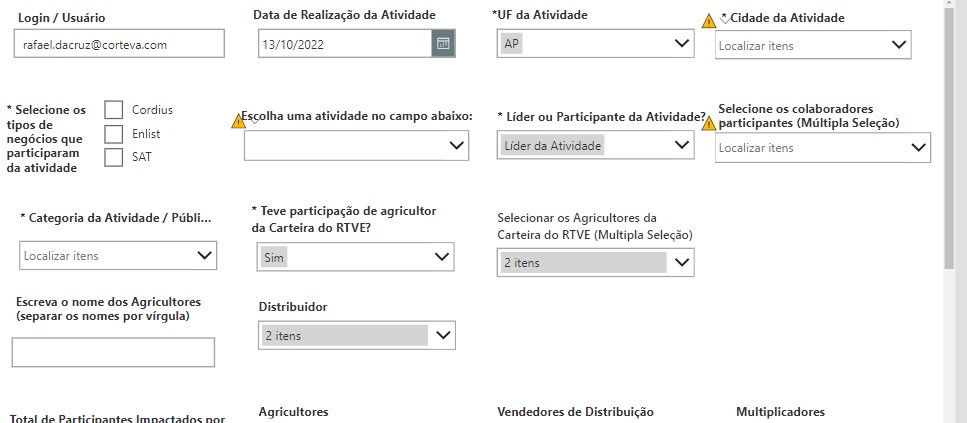 Login / Usuário
Data de Realização da Atividade
*UF da Atividade
* Cidade da Atividade
rafael.dacruz@corteva.com
13/10/2022
AP
Localizar itens
* Selecione os
tipos de
negócios que
participaram
da atividade
Cordius
Enlist
SAT
Escolha uma atividade no campo abaixo:
* Líder ou Participante da Atividade?
Líder da Atividade
Selecione os colaboradores
participantes (Múltipla Seleção)
Localizar itens
* Categoria da Atividade / Públi...
Localizar itens
* Teve participação de agricultor
da Carteira do RTVE?
Sim
Selecionar os Agricultores da
Carteira do RTVE (Multipla Seleção)
2 itens
Escreva o nome dos Agricultores
(separar os nomes por vírgula)
Distribuidor
2 itens
Total de Participantes Impactados por
Agricultores
Vendedores de Distribuição
Multiplicadores